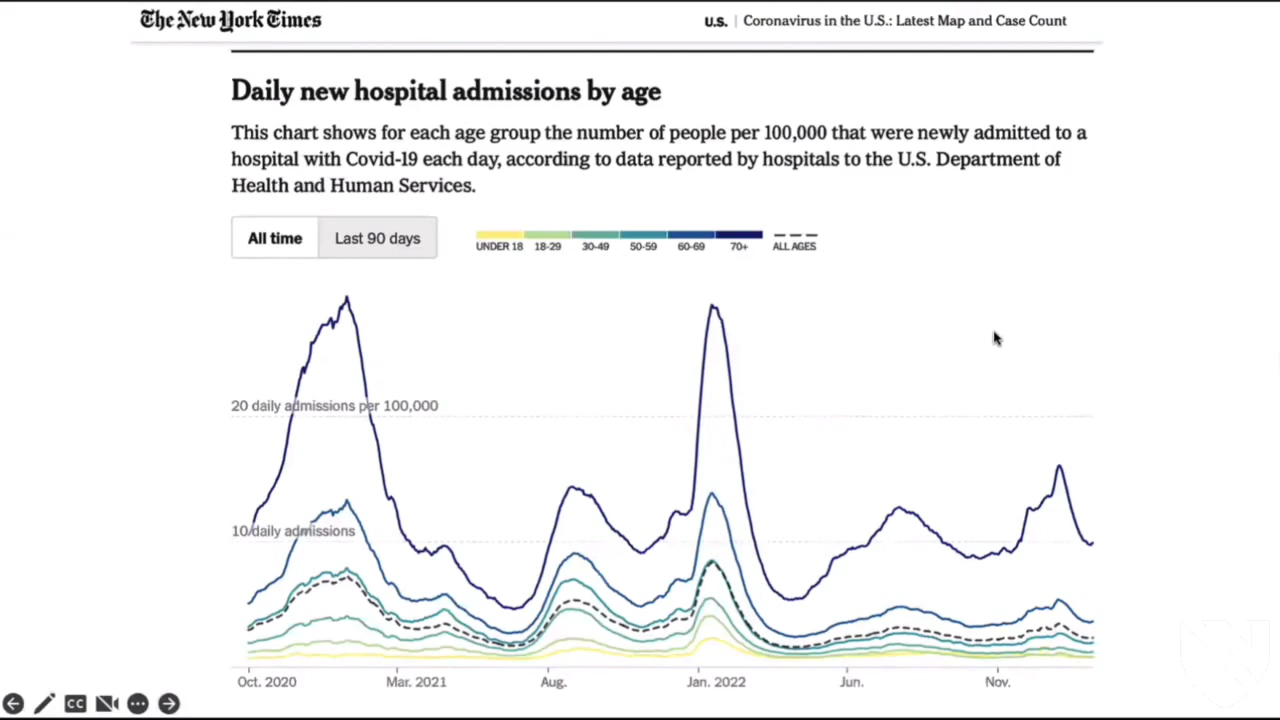 The New York Times
U.S. | Coronavirus in the U.S.: Latest Map and Case Count
Daily new hospital admissions by age
This chart shows for each age group the number of people per 100,000 that were newly admitted to a
hospital with Covid-19 each day, according to data reported by hospitals to the U.S. Department of
Health and Human Services.
All time Last 90 days
UNDER 18 18-29 30-49 50-59 60-69 70+ ALL AGES
20 daily admissions per 100,000
10 daily admissions
Oct. 2020 Mar. 2021 Aug. Jan. 2022 Jun. Nov.
CC